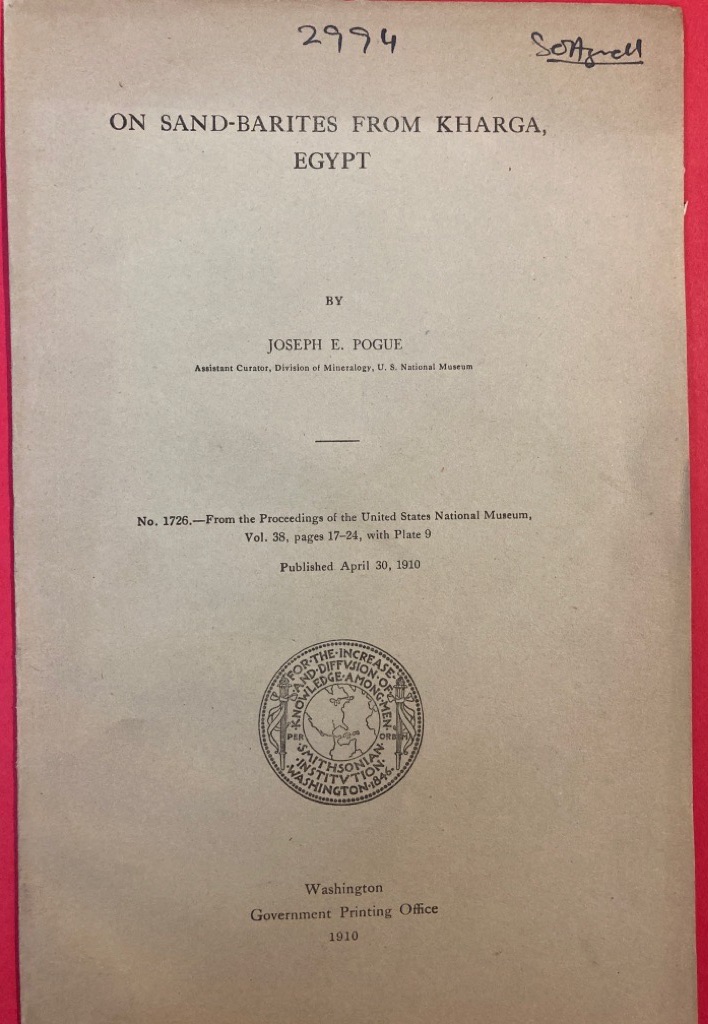 2994
S.O. Agrell
ON SAND-BARITES FROM KHARGA,
EGYPT
BY
JOSEPH E. POGUE
Assistant Curator, Division of Mineralogy, U. S. National Museum
No. 1726.—From the Proceedings of the United States National Museum,
Vol. 38, pages 17–24, with Plate 9
Published April 30, 1910
FOR·THE·INCREASE·
AND·DIFFVSION·OF·
KNOWLEDGE·AMONG·MEN
PER ORBEM
·SMITHSONIAN·
·INSTITVTION·
·WASHINGTON·1846·
Washington
Government Printing Office
1910